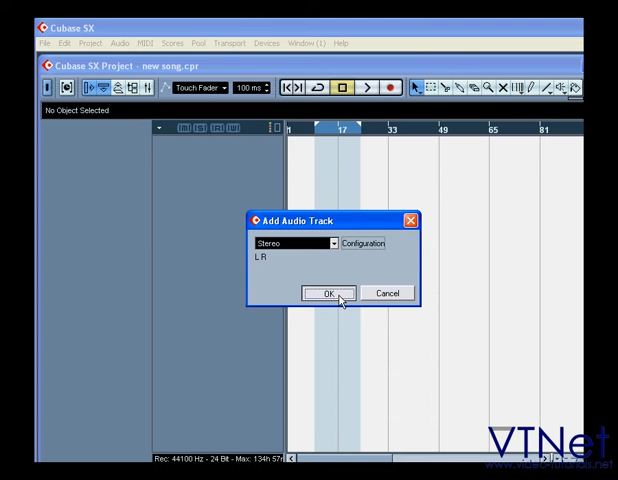 Cubase SX
File Edit Project Audio MIDI Scores Pool Transport Devices Window (1) Help
Cubase SX Project - new song.cpr
Touch Fader 100 ms
No Object Selected
M S R W
1 17 33 49 65 81
Add Audio Track
Stereo Configuration
L R
OK Cancel
Rec: 44100 Hz - 24 Bit - Max: 134h 57
VTNet
www.video-tutorials.net